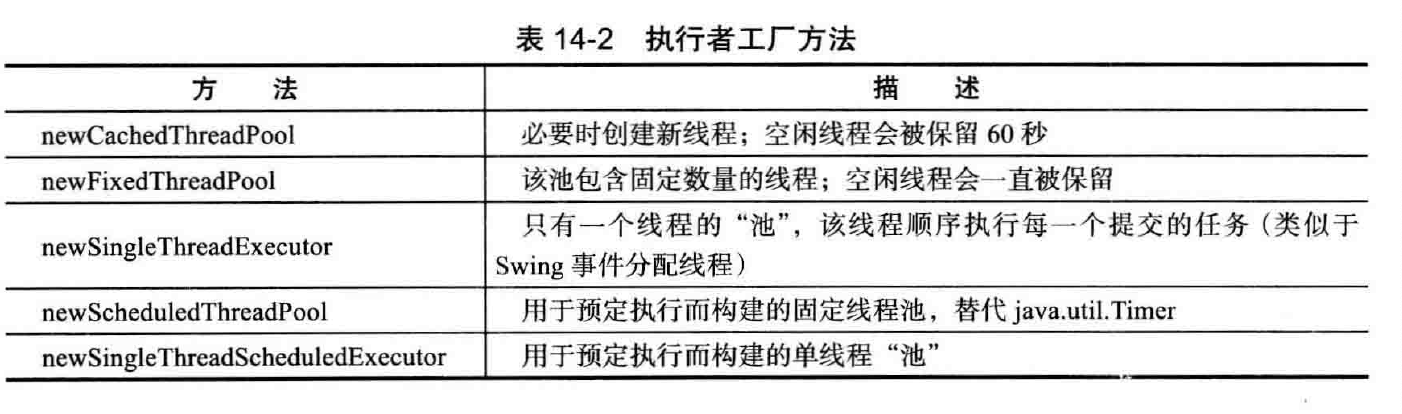 表 14-2 执行者工厂方法
方 法 描 述
newCachedThreadPool 必要时创建新线程；空闲线程会被保留 60 秒
newFixedThreadPool 该池包含固定数量的线程；空闲线程会一直被保留
newSingleThreadExecutor 只有一个线程的“池”，该线程顺序执行每一个提交的任务（类似于
Swing 事件分配线程）
newScheduledThreadPool 用于预定执行而构建的固定线程池，替代 java.util.Timer
newSingleThreadScheduledExecutor 用于预定执行而构建的单线程“池”